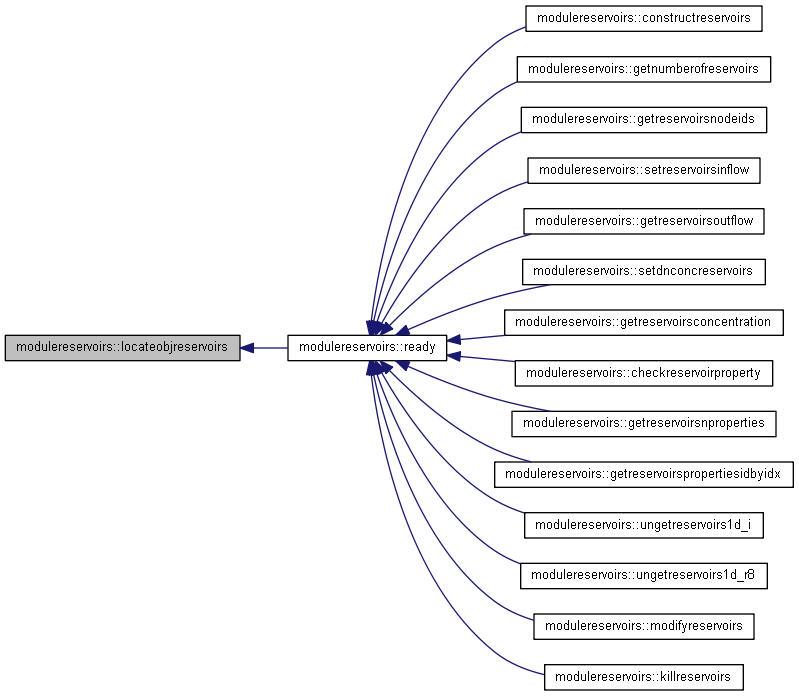 modulereservoirs::constructreservoirs
modulereservoirs::getnumberofreservoirs
modulereservoirs::getreservoirsnodeids
modulereservoirs::setreservoirsinflow
modulereservoirs::getreservoirsoutflow
modulereservoirs::setdnconcreservoirs
modulereservoirs::getreservoirsconcentration
modulereservoirs::locateobjreservoirs
modulereservoirs::ready
modulereservoirs::checkreservoirproperty
modulereservoirs::getreservoirsnproperties
modulereservoirs::getreservoirspropertiesidbyidx
modulereservoirs::ungetreservoirs1d_i
modulereservoirs::ungetreservoirs1d_r8
modulereservoirs::modifyreservoirs
modulereservoirs::killreservoirs